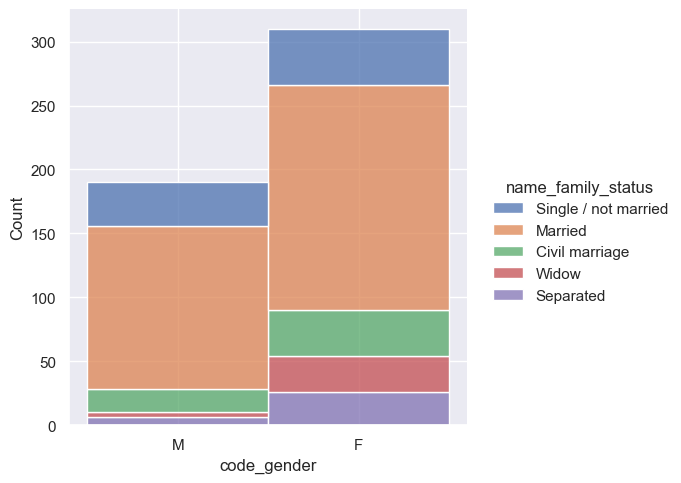 300
250
200
150
100
50
0
Count
M
F
code_gender
name_family_status
Single / not married
Married
Civil marriage
Widow
Separated